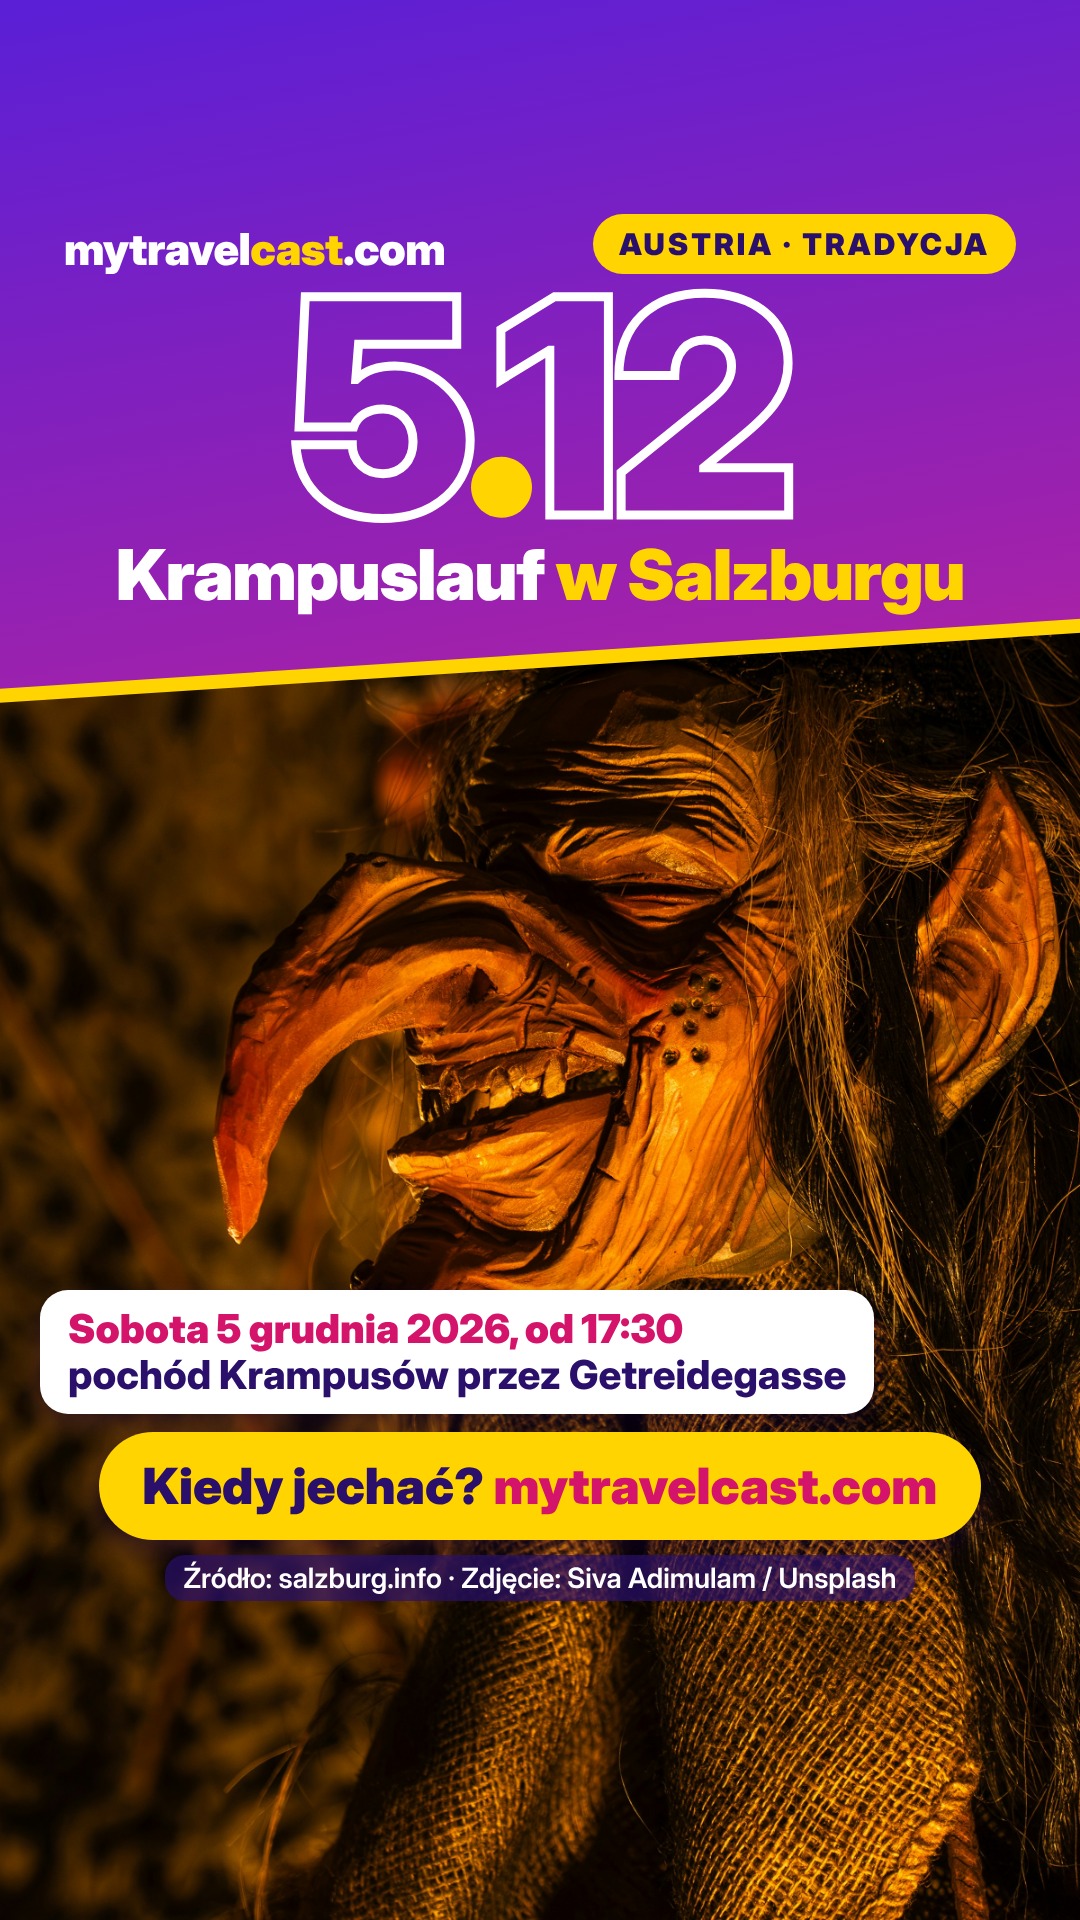 mytravelcast.com
AUSTRIA · TRADYCJA
5.12
Krampuslauf w Salzburgu
Sobota 5 grudnia 2026, od 17:30
pochód Krampusów przez Getreidegasse
Kiedy jechać? mytravelcast.com
Źródło: salzburg.info · Zdjęcie: Siva Adimulam / Unsplash